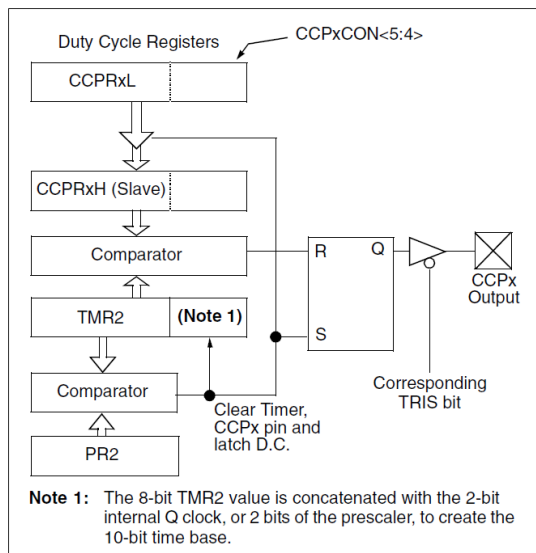 Duty Cycle Registers
CCPxCON<5:4>
CCPRxL
CCPRxH (Slave)
Comparator
R
Q
CCPx
Output
TMR2
(Note 1)
S
Comparator
Clear Timer,
CCPx pin and
latch D.C.
Corresponding
TRIS bit
PR2
Note 1: The 8-bit TMR2 value is concatenated with the 2-bit
internal Q clock, or 2 bits of the prescaler, to create the
10-bit time base.